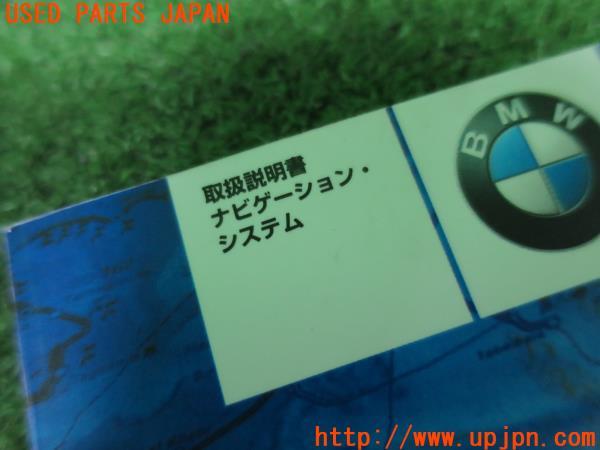 USED PARTS JAPAN
BMW
取扱説明書
ナビゲーション・
システム
http://www.upjpn.com